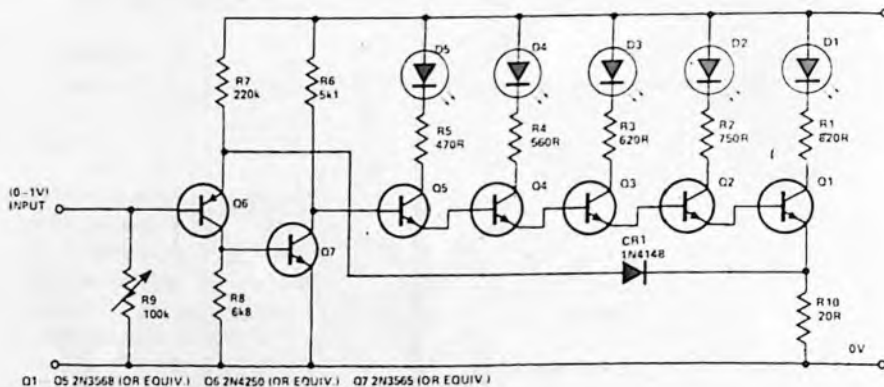 D5
D4
D3
D2
D1
R7
220k
R6
5k1
R5
470R
R4
560R
R3
620R
R2
750R
R1
820R
(0-1V)
INPUT
Q6
Q5
Q4
Q3
Q2
Q1
Q7
CR1
1N4148
R9
100k
R8
6k8
R10
20R
0V
Q1 - Q5 2N3568 (OR EQUIV.) Q6 2N4250 (OR EQUIV.) Q7 2N3565 (OR EQUIV.)